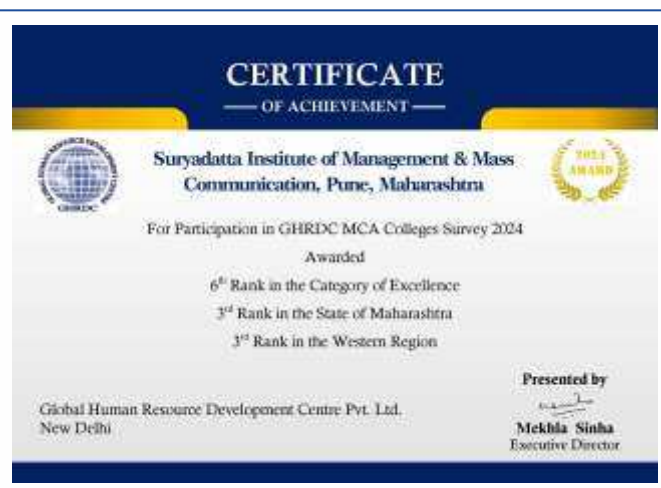 CERTIFICATE
OF ACHIEVEMENT
Suryadatta Institute of Management & Mass
Communication, Pune, Maharashtra
GHRDC
AWARD
For Participation in GHRDC MCA Colleges Survey 2024
Awarded
6th Rank in the Category of Excellence
3rd Rank in the State of Maharashtra
3rd Rank in the Western Region
Presented by
Global Human Resource Development Centre Pvt. Ltd.
New Delhi
Mekhla Sinha
Executive Director